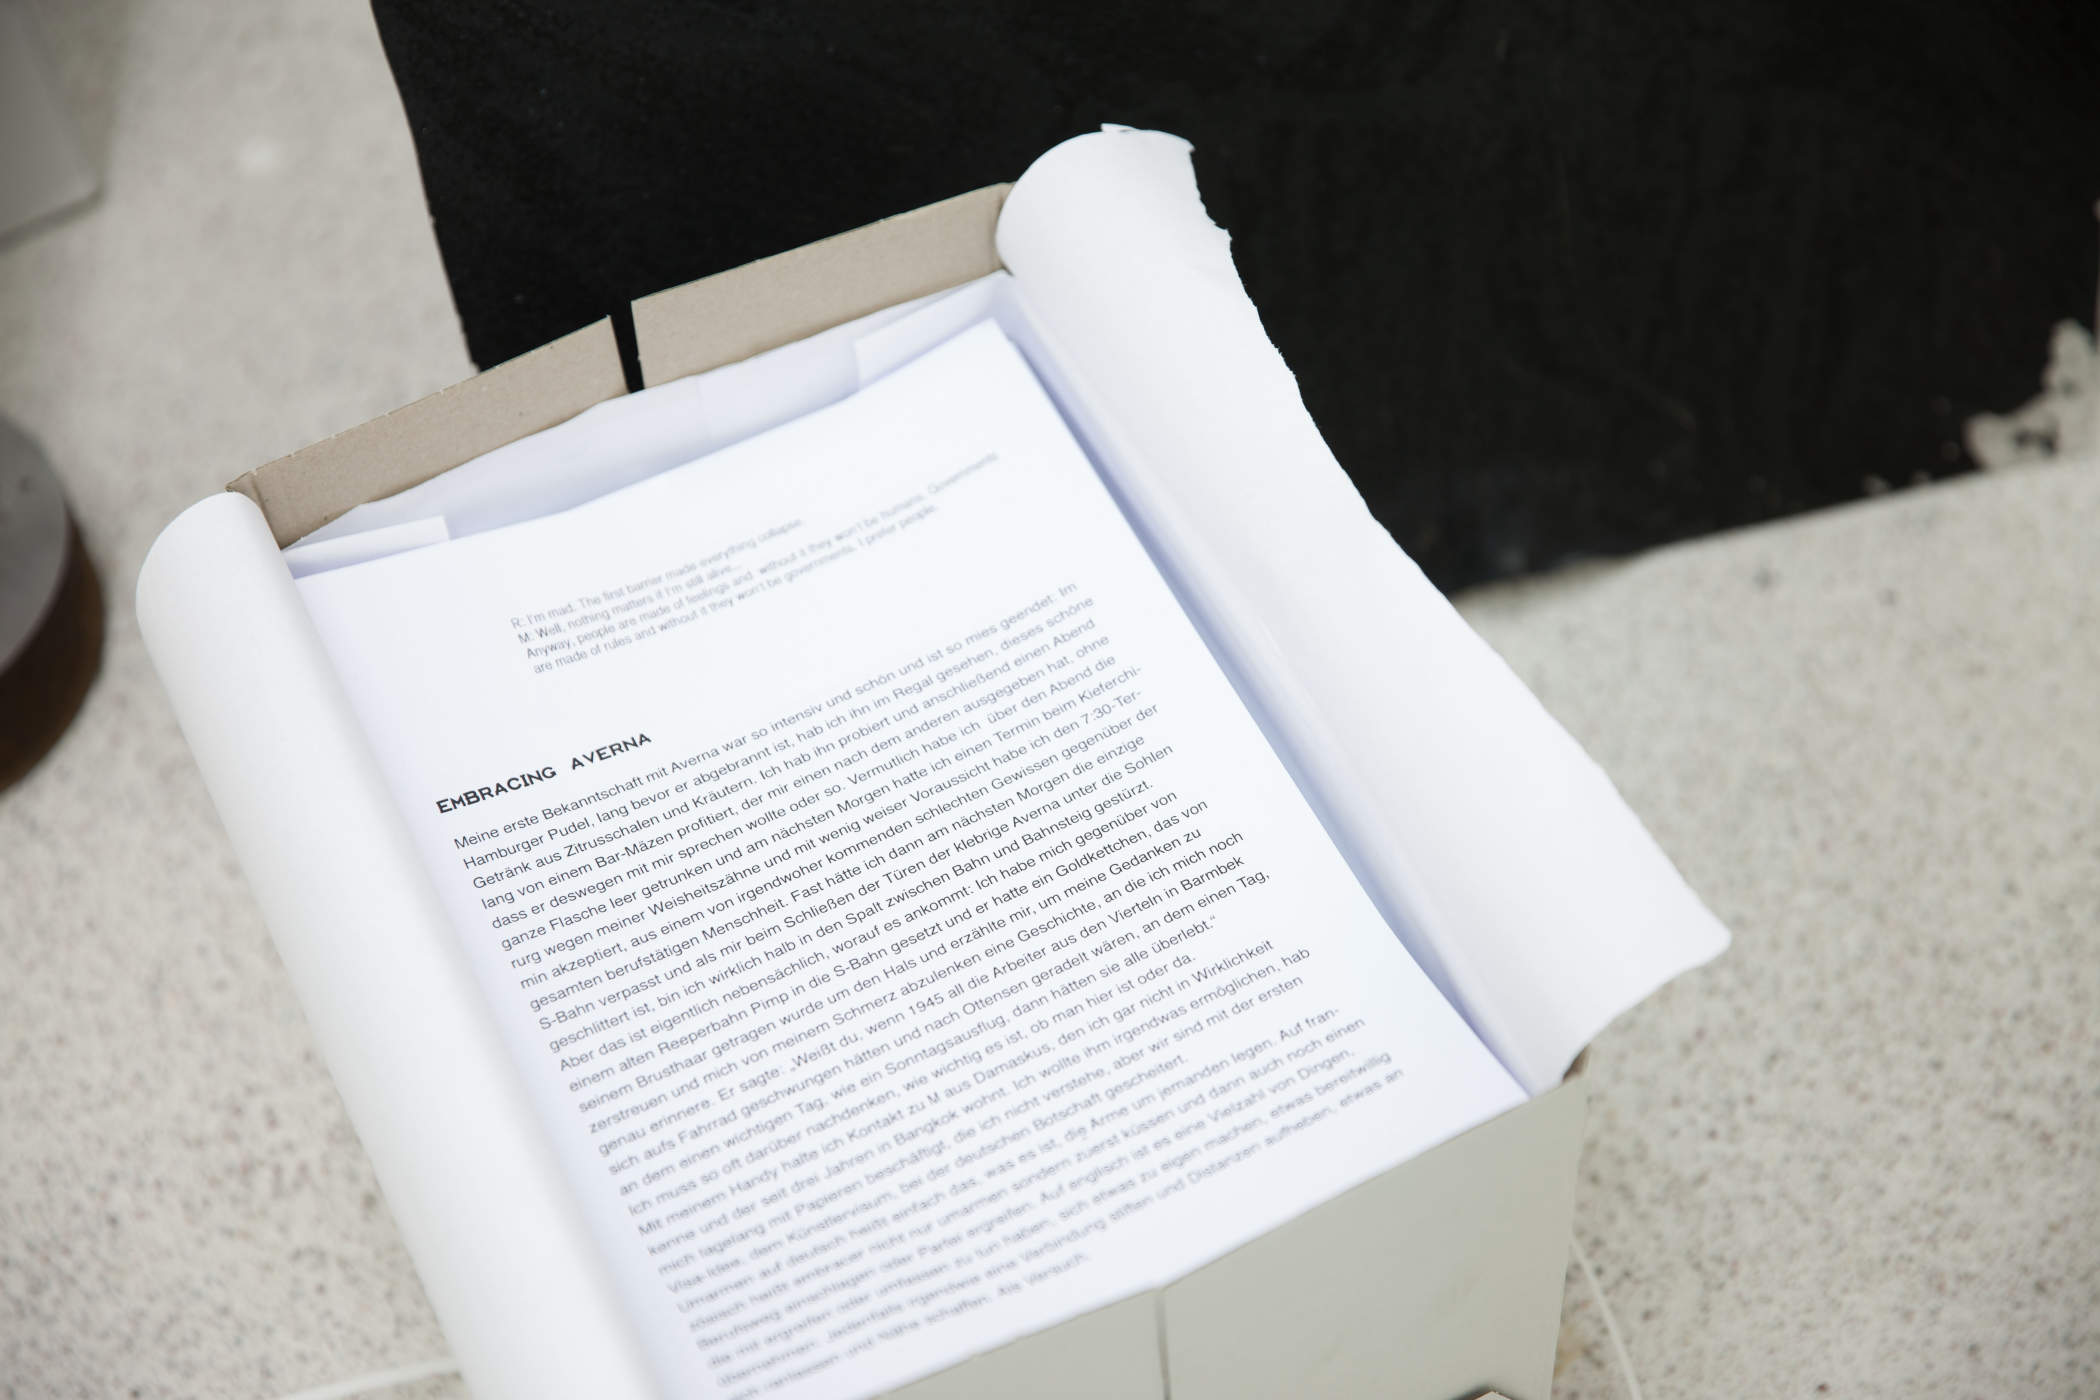 R: I'm mad. The first barrier made everything collapse.
M: Well, nothing matters if I'm still alive...
Anyway, people are made of feelings and without it they won't be humans. Governments
are made of rules and without it they won't be governments. I prefer people.
EMBRACING AVERNA
Meine erste Bekanntschaft mit Averna war so intensiv und schön und ist so mies geendet: Im
Hamburger Pudel, lang bevor er abgebrannt ist, hab ich ihn im Regal gesehen, dieses schöne
Getränk aus Zitrusschalen und Kräutern. Ich hab ihn probiert und anschließend einen Abend
lang von einem Bar-Mäzen profitiert, der mir einen nach dem anderen ausgegeben hat, ohne
dass er deswegen mit mir sprechen wollte oder so. Vermutlich habe ich über den Abend die
ganze Flasche leer getrunken und am nächsten Morgen hatte ich einen Termin beim Kieferchi-
rurg wegen meiner Weisheitszähne und mit wenig weiser Voraussicht habe ich den 7:30-Ter-
min akzeptiert, aus einem von irgendwoher kommenden schlechten Gewissen gegenüber der
gesamten berufstätigen Menschheit. Fast hätte ich dann am nächsten Morgen die einzige
S-Bahn verpasst und als mir beim Schließen der Türen der klebrige Averna unter die Sohlen
geschlittert ist, bin ich wirklich halb in den Spalt zwischen Bahn und Bahnsteig gestürzt.
Aber das ist eigentlich nebensächlich, worauf es ankommt: Ich habe mich gegenüber von
einem alten Reeperbahn Pimp in die S-Bahn gesetzt und er hatte ein Goldkettchen, das von
seinem Brusthaar getragen wurde um den Hals und erzählte mir, um meine Gedanken zu
zerstreuen und mich von meinem Schmerz abzulenken eine Geschichte, an die ich mich noch
genau erinnere. Er sagte: „Weißt du, wenn 1945 all die Arbeiter aus den Vierteln in Barmbek
sich aufs Fahrrad geschwungen hätten und nach Ottensen geradelt wären, an dem einen Tag,
an dem einen wichtigen Tag, wie ein Sonntagsausflug, dann hätten sie alle überlebt.“
Ich muss so oft darüber nachdenken, wie wichtig es ist, ob man hier ist oder da.
Mit meinem Handy halte ich Kontakt zu M aus Damaskus, den ich gar nicht in Wirklichkeit
kenne und der seit drei Jahren in Bangkok wohnt. Ich wollte ihm irgendwas ermöglichen, hab
mich tagelang mit Papieren beschäftigt, die ich nicht verstehe, aber wir sind mit der ersten
Visa-Idee, dem Künstlervisum, bei der deutschen Botschaft gescheitert.
Umarmen auf deutsch heißt einfach das, was es ist, die Arme um jemanden legen. Auf fran-
zösisch heißt embracer nicht nur umarmen sondern zuerst küssen und dann auch noch einen
Berufsweg einschlagen oder Partei ergreifen. Auf englisch ist es eine Vielzahl von Dingen,
die mit ergreifen oder umfassen zu tun haben, sich etwas zu eigen machen, etwas bereitwillig
übernehmen. Jedenfalls irgendwie eine Verbindung stiften und Distanzen aufheben, etwas an
sich ranlassen und Nähe schaffen. Als Versuch.